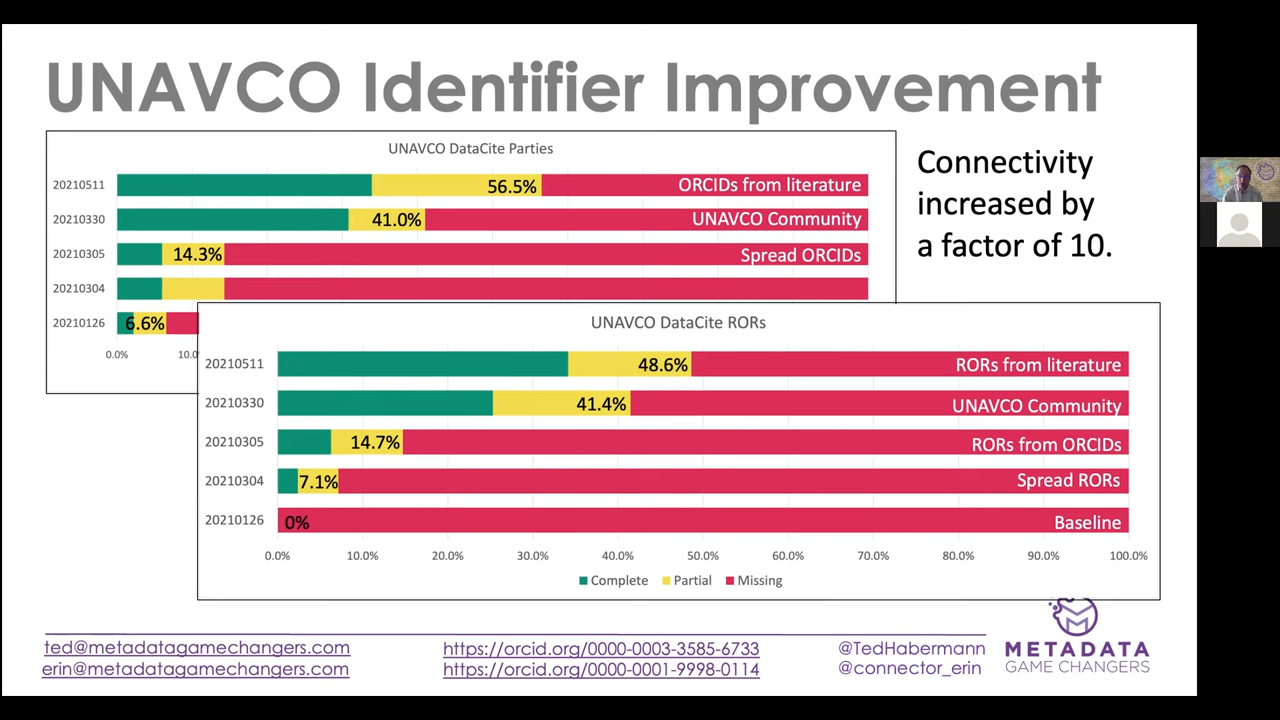 UNAVCO Identifier Improvement
UNAVCO DataCite Parties
20210511
56.5%
ORCIDs from literature
20210330
41.0%
UNAVCO Community
20210305
14.3%
Spread ORCIDs
20210304
20210126
6.6%
0.0%
10.0
Connectivity
increased by
a factor of 10.
UNAVCO DataCite RORs
20210511
48.6%
RORs from literature
20210330
41.4%
UNAVCO Community
20210305
14.7%
RORs from ORCIDs
20210304
7.1%
Spread RORs
20210126
0%
Baseline
0.0% 10.0% 20.0% 30.0% 40.0% 50.0% 60.0% 70.0% 80.0% 90.0% 100.0%
Complete Partial Missing
ted@metadatagamechangers.com
erin@metadatagamechangers.com
https://orcid.org/0000-0003-3585-6733
https://orcid.org/0000-0001-9998-0114
@TedHabermann
@connector_erin
METADATA
GAME CHANGERS